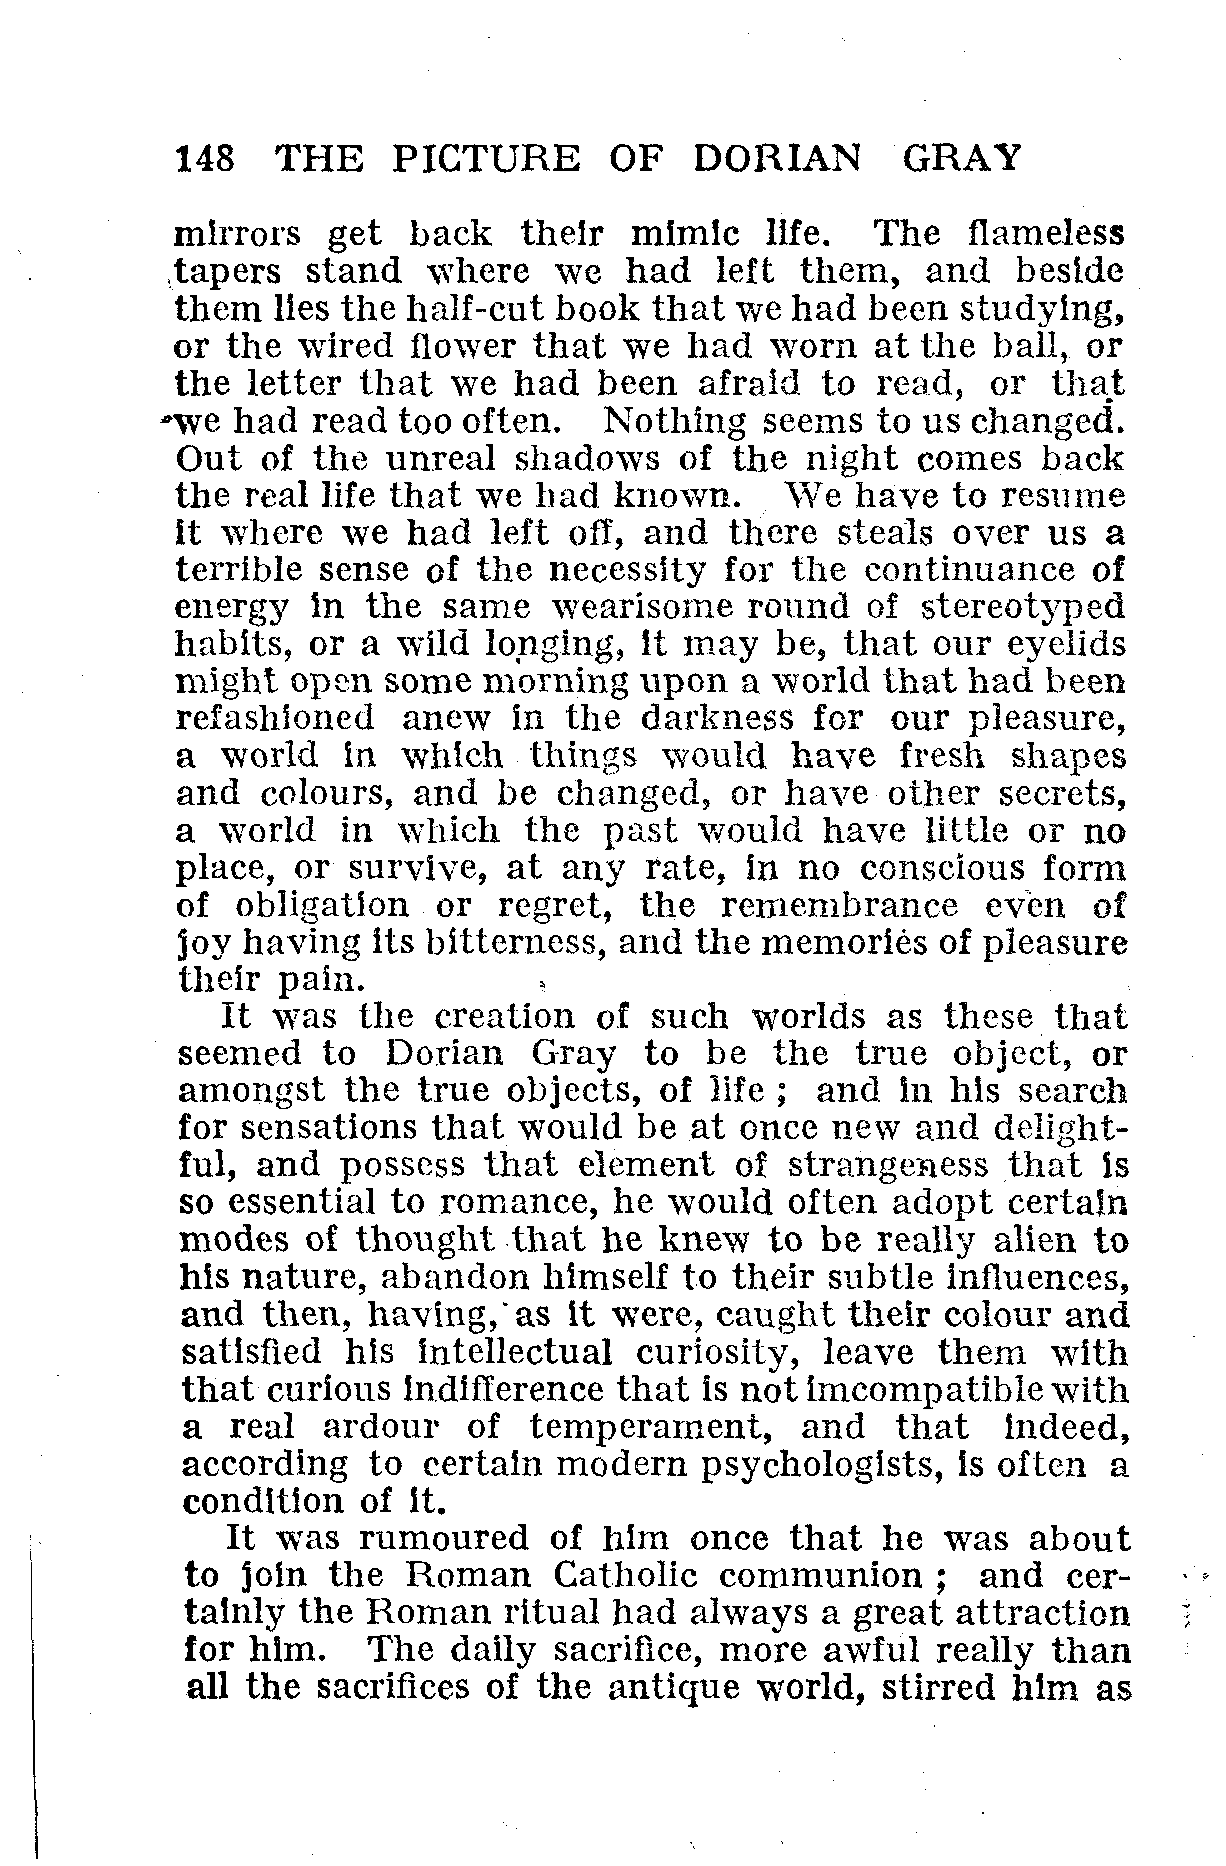 148 THE PICTURE OF DORIAN GRAY
mirrors get back their mimic life. The flameless
tapers stand where we had left them, and beside
them lies the half-cut book that we had been studying,
or the wired flower that we had worn at the ball, or
the letter that we had been afraid to read, or that
we had read too often. Nothing seems to us changed.
Out of the unreal shadows of the night comes back
the real life that we had known. We have to resume
it where we had left off, and there steals over us a
terrible sense of the necessity for the continuance of
energy in the same wearisome round of stereotyped
habits, or a wild longing, it may be, that our eyelids
might open some morning upon a world that had been
refashioned anew in the darkness for our pleasure,
a world in which things would have fresh shapes
and colours, and be changed, or have other secrets,
a world in which the past would have little or no
place, or survive, at any rate, in no conscious form
of obligation or regret, the remembrance even of
joy having its bitterness, and the memories of pleasure
their pain.
It was the creation of such worlds as these that
seemed to Dorian Gray to be the true object, or
amongst the true objects, of life ; and in his search
for sensations that would be at once new and delight-
ful, and possess that element of strangeness that is
so essential to romance, he would often adopt certain
modes of thought that he knew to be really alien to
his nature, abandon himself to their subtle influences,
and then, having, as it were, caught their colour and
satisfied his intellectual curiosity, leave them with
that curious indifference that is not imcompatible with
a real ardour of temperament, and that indeed,
according to certain modern psychologists, is often a
condition of it.
It was rumoured of him once that he was about
to join the Roman Catholic communion ; and cer-
tainly the Roman ritual had always a great attraction
for him. The daily sacrifice, more awful really than
all the sacrifices of the antique world, stirred him as